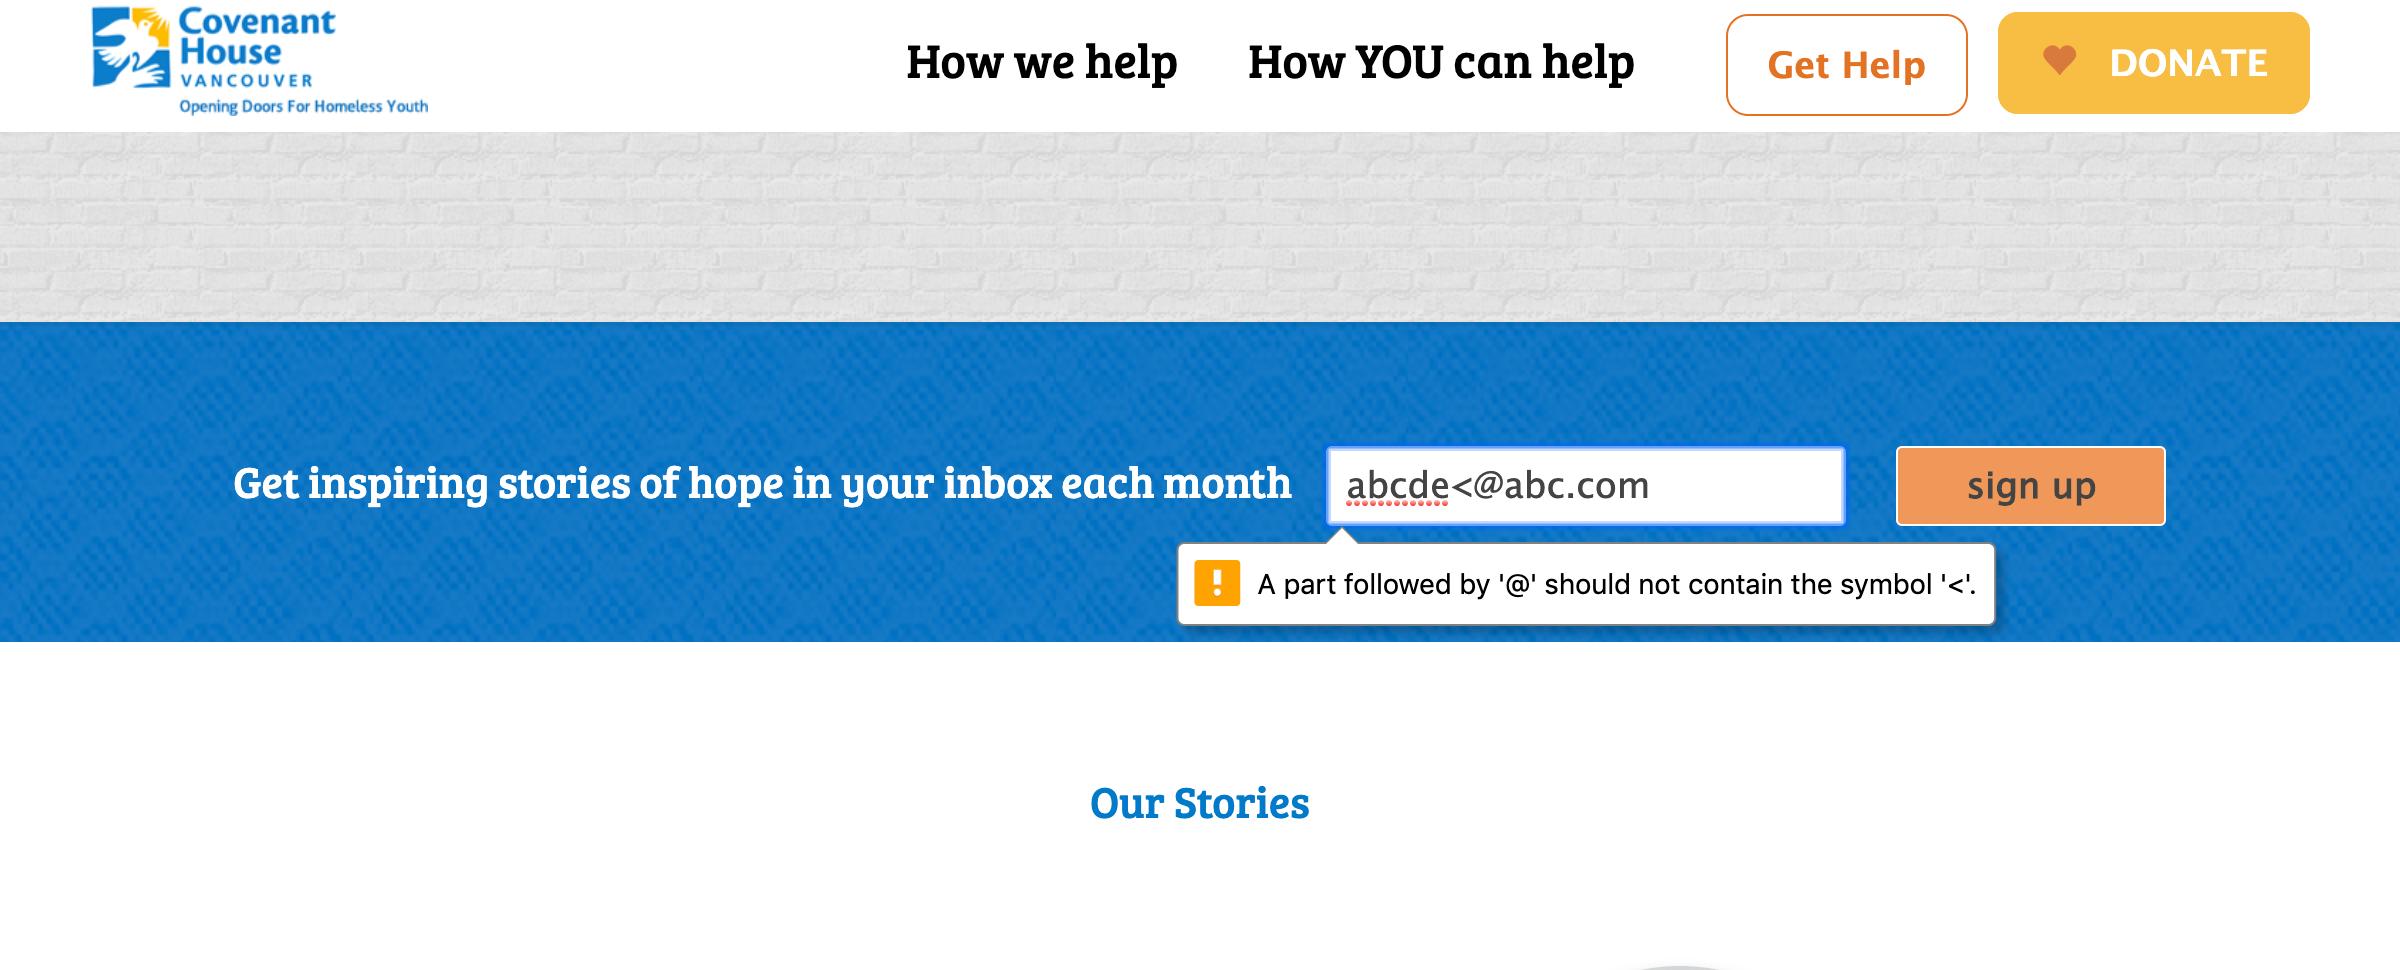 Covenant
House
VANCOUVER
Opening Doors For Homeless Youth
How we help
How YOU can help
Get Help
DONATE
Get inspiring stories of hope in your inbox each month
abcde<@abc.com
sign up
A part followed by '@' should not contain the symbol '<'.
Our Stories